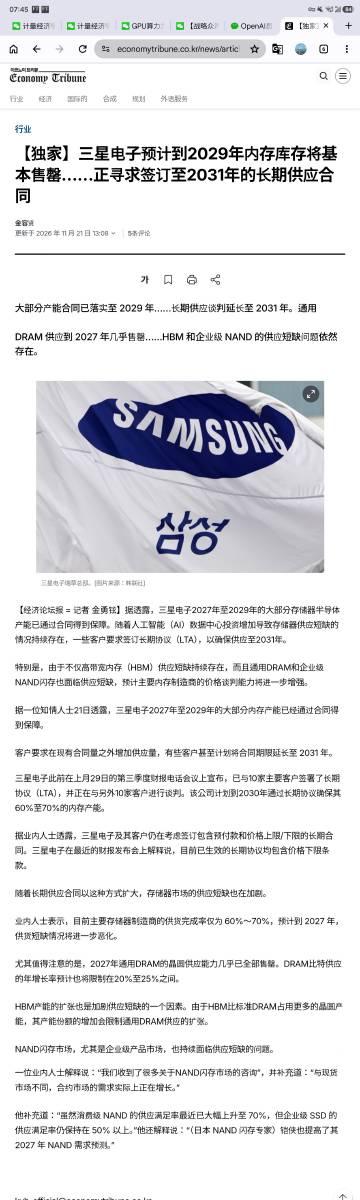 07:45
84
计量经济
计量经济
GPU算力
【战略众
OpenAI
【独家
economytribune.co.kr/news/artic
6
Economy Tribune
行业 经济 国际的 合成 规划 外语服务
行业
【独家】三星电子预计到2029年内存库存将基
本售罄……正寻求签订至2031年的长期供应合
同
更新于 2026 年 11 月 21 日 13:08
5条评论
가
大部分产能合同已落实至 2029 年……长期供应谈判延长至 2031 年。通用
DRAM 供应到 2027 年几乎售罄……HBM 和企业级 NAND 的供应短缺问题依然
存在。
SAMSUNG
삼성
三星电子瑞草总部。[图片来源：韩联社]
【经济论坛报 = 记者 金勇铉】据透露，三星电子2027年至2029年的大部分存储器半导体
产能已通过合同得到保障。随着人工智能（AI）数据中心投资增加导致存储器供应短缺的
情况持续存在，一些客户要求签订长期协议（LTA），以确保供应至2031年。
特别是，由于不仅高带宽内存（HBM）供应短缺持续存在，而且通用DRAM和企业级
NAND闪存也面临供应短缺，预计主要内存制造商的价格谈判能力将进一步增强。
据一位知情人士21日透露，三星电子2027年至2029年的大部分内存产能已经通过合同得
到保障。
客户要求在现有合同量之外增加供应量，有些客户甚至计划将合同期限延长至 2031 年。
三星电子此前在上月29日的第三季度财报电话会议上宣布，已与10家主要客户签署了长期
协议（LTA），并正在与另外10家客户进行谈判。该公司计划到2030年通过长期协议确保其
60%至70%的内存产能。
据业内人士透露，三星电子及其客户仍在考虑签订包含预付款和价格上限/下限的长期合
同。三星电子在最近的财报发布会上解释说，目前已生效的长期协议均包含价格下限条
款。
随着长期供应合同以这种方式扩大，存储器市场的供应短缺也在加剧。
业内人士表示，目前主要存储器制造商的供货完成率仅为 60%～70%，预计到 2027 年，
供货短缺情况将进一步恶化。
尤其值得注意的是，2027年通用DRAM的晶圆供应能力几乎已全部售罄。DRAM比特供应
的年增长率预计也将限制在20%至25%之间。
HBM产能的扩张也是加剧供应短缺的一个因素。由于HBM比标准DRAM占用更多的晶圆产
能，其产能份额的增加会限制通用DRAM供应的扩张。
NAND闪存市场，尤其是企业级产品市场，也持续面临供应短缺的问题。
一位业内人士解释说：“我们收到了很多关于NAND闪存市场的咨询”，并补充道：“与现货
市场不同，合约市场的需求实际上正在增长。”
他补充道：“虽然消费级 NAND 的供应满足率最近已大幅上升至 70%，但企业级 SSD 的
供应满足率仍保持在 50% 以上。”他还解释说：“（日本 NAND 闪存专家）铠侠也提高了其
2027 年 NAND 需求预测。”